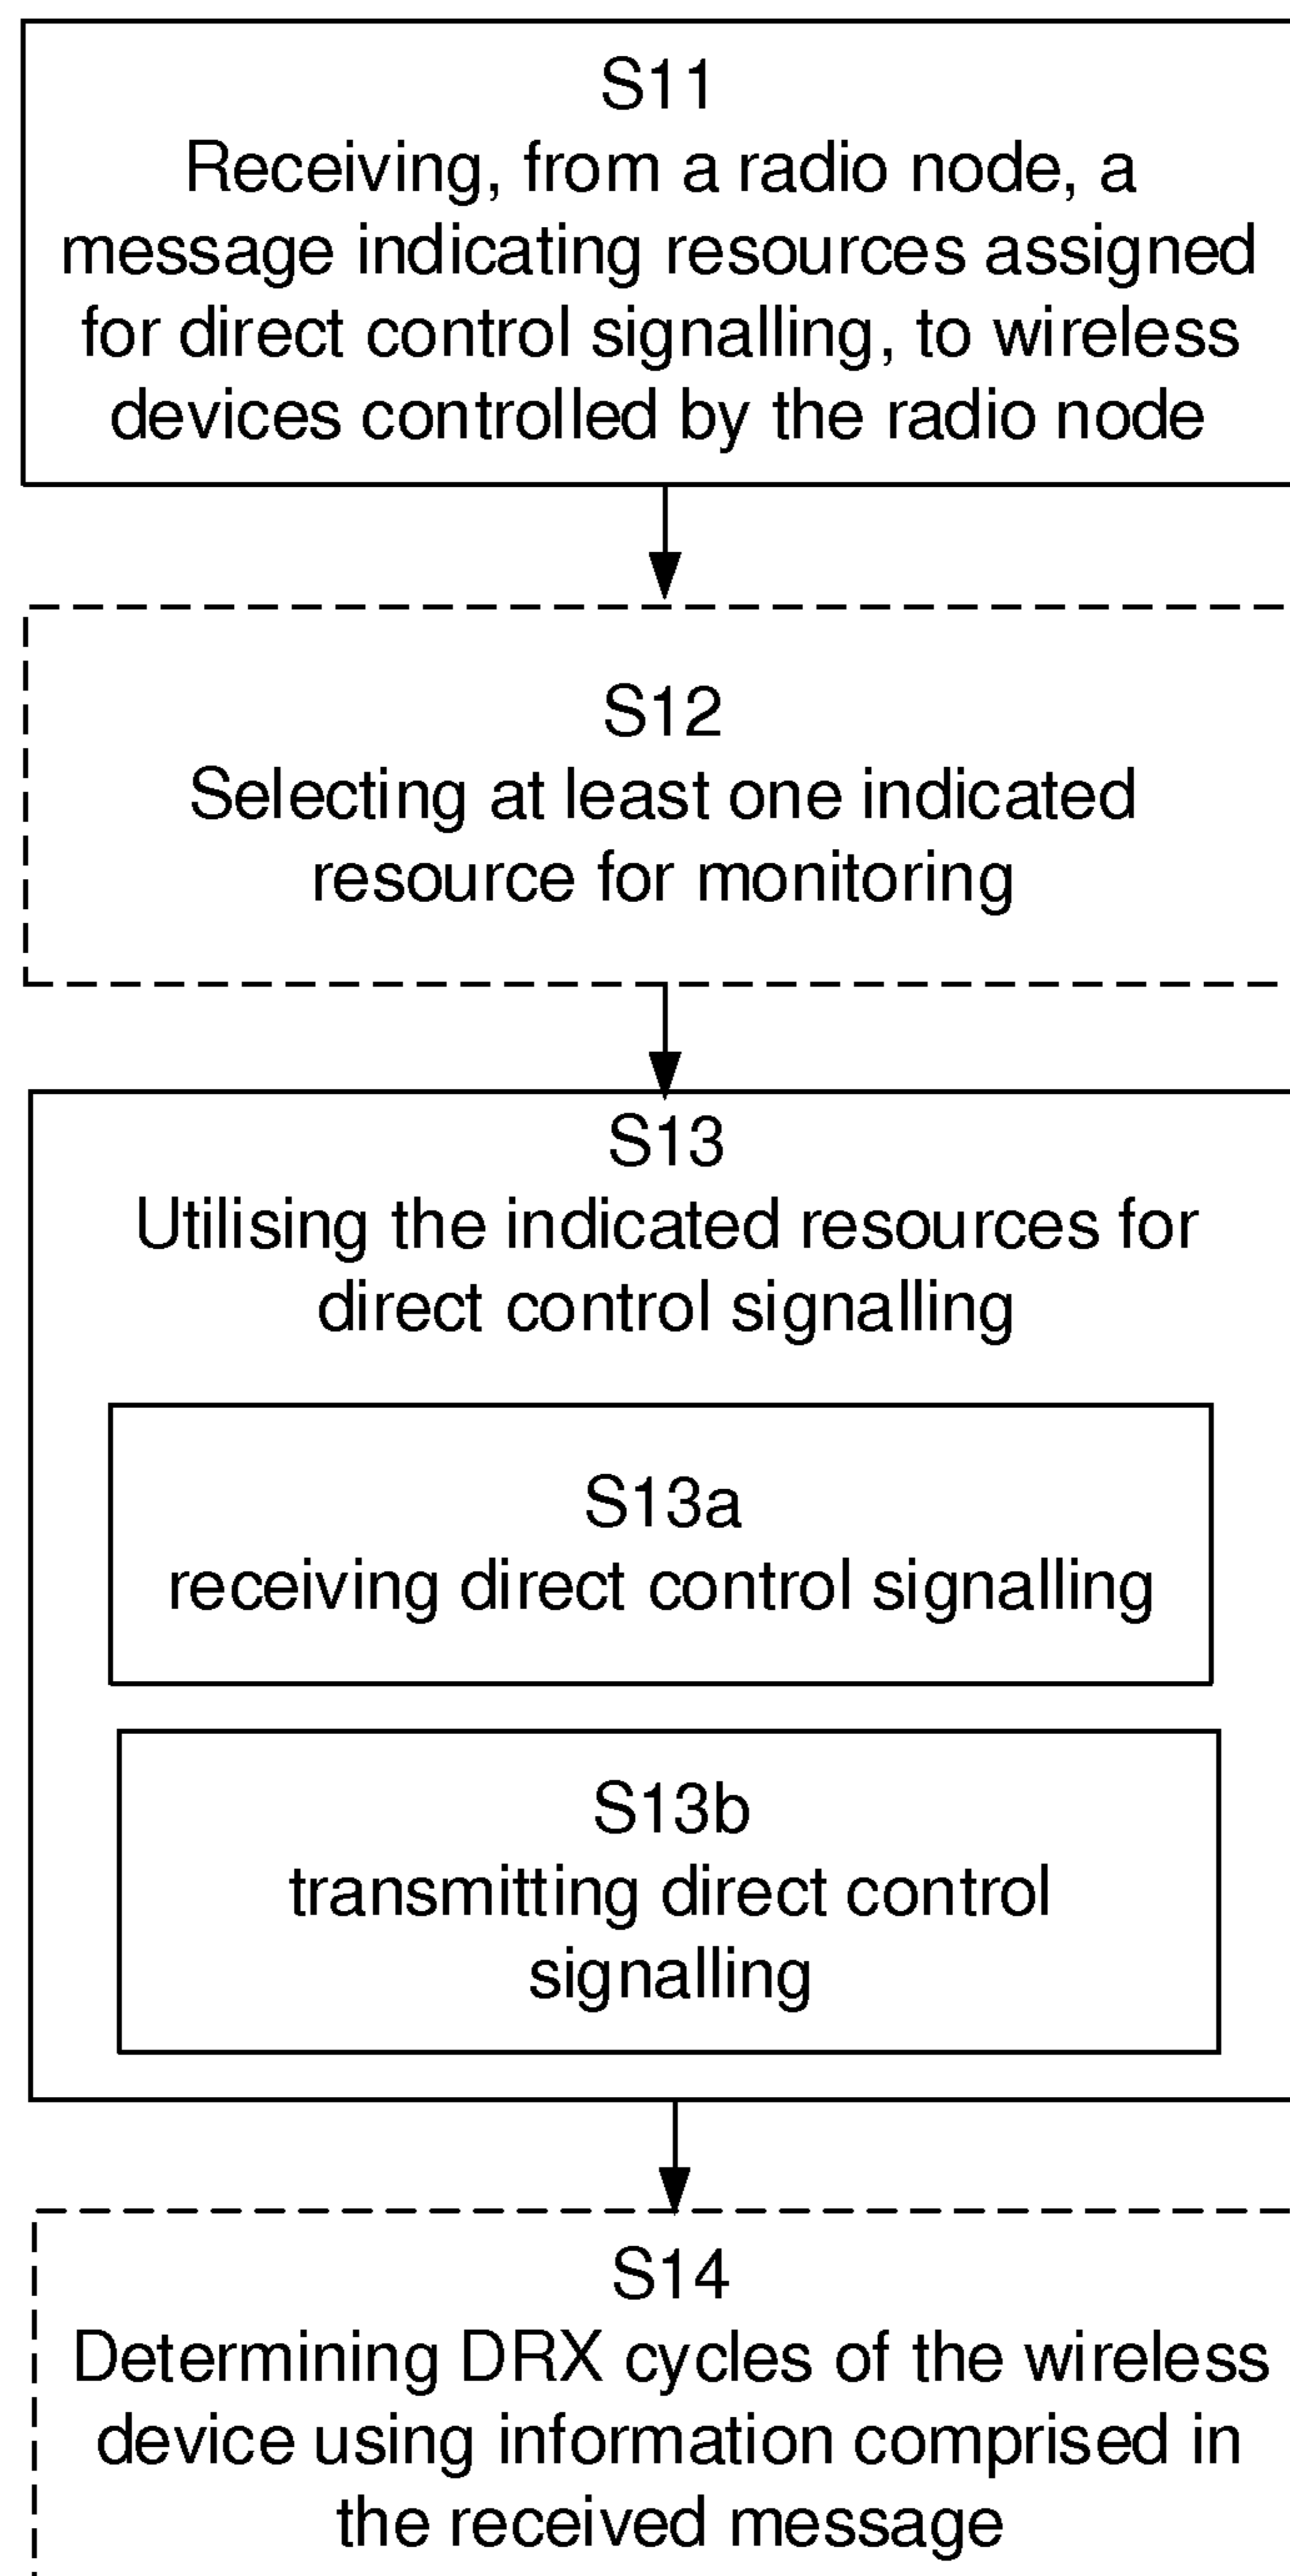 S11
Receiving, from a radio node, a
message indicating resources assigned
for direct control signalling, to wireless
devices controlled by the radio node
S12
Selecting at least one indicated
resource for monitoring
S13
Utilising the indicated resources for
direct control signalling
S13a
receiving direct control signalling
S13b
transmitting direct control
signalling
S14
Determining DRX cycles of the wireless
device using information comprised in
the received message